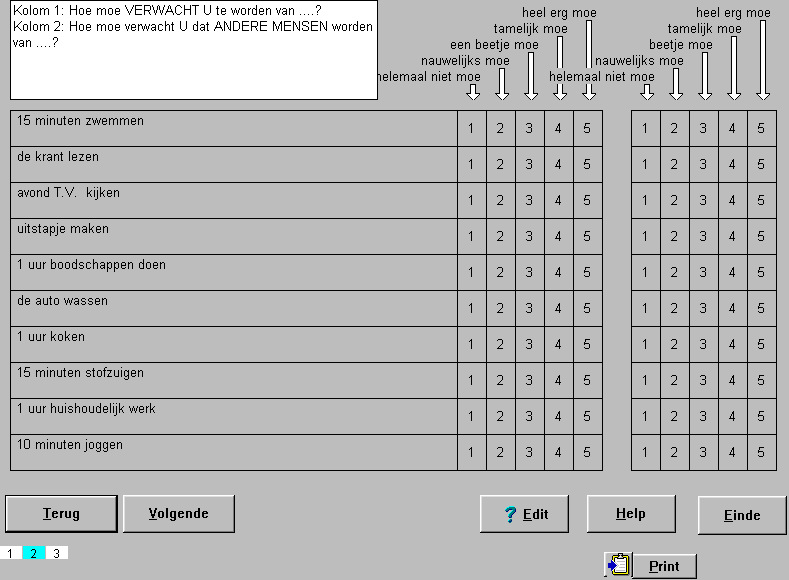 Kolom 1: Hoe moe VERWACHT U te worden van ....?
Kolom 2: Hoe moe verwacht U dat ANDERE MENSEN worden
van ....?
heel erg moe heel erg moe
tamelijk moe tamelijk moe
een beetje moe beetje moe
nauwelijks moe nauwelijks moe
helemaal niet moe helemaal niet moe
15 minuten zwemmen 1 2 3 4 5 1 2 3 4 5
de krant lezen 1 2 3 4 5 1 2 3 4 5
avond T.V. kijken 1 2 3 4 5 1 2 3 4 5
uitstapje maken 1 2 3 4 5 1 2 3 4 5
1 uur boodschappen doen 1 2 3 4 5 1 2 3 4 5
de auto wassen 1 2 3 4 5 1 2 3 4 5
1 uur koken 1 2 3 4 5 1 2 3 4 5
15 minuten stofzuigen 1 2 3 4 5 1 2 3 4 5
1 uur huishoudelijk werk 1 2 3 4 5 1 2 3 4 5
10 minuten joggen 1 2 3 4 5 1 2 3 4 5
Terug Volgende ? Edit Help Einde
1 2 3
Print